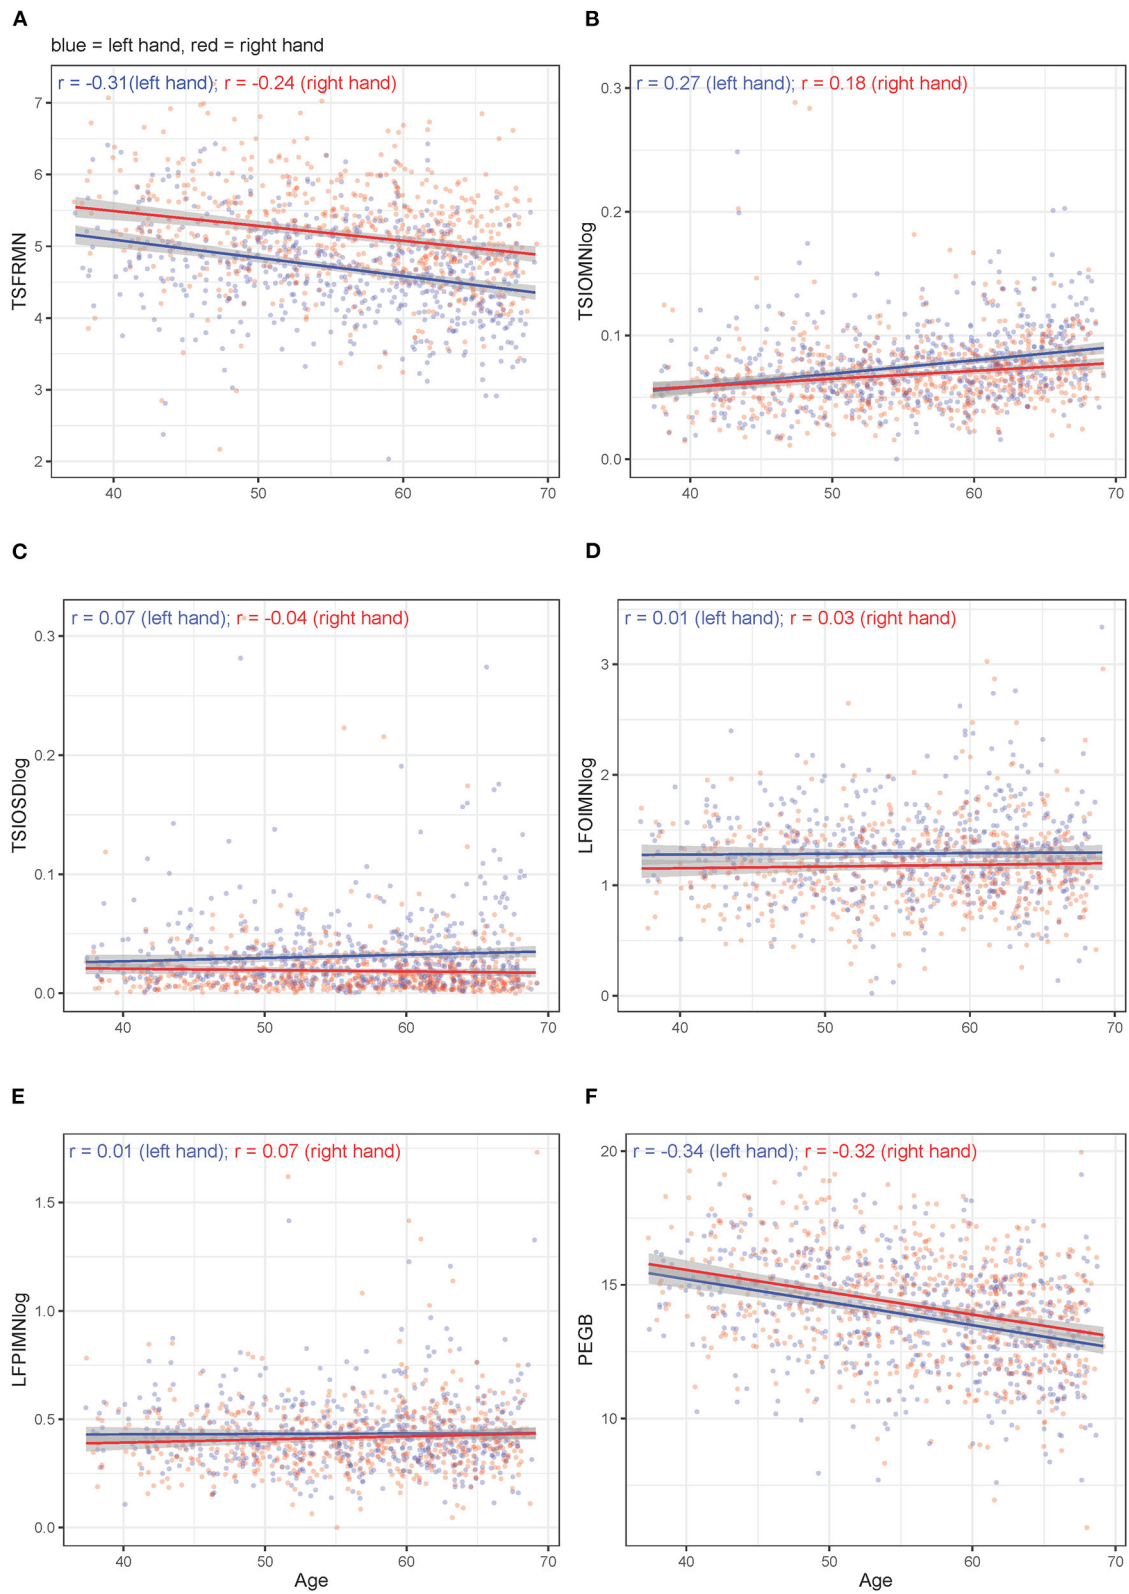 A
B
blue = left hand, red = right hand
r = -0.31(left hand); r = -0.24 (right hand)
7
6
5
4
3
2
TSFRMN
40 50 60 70
r = 0.27 (left hand); r = 0.18 (right hand)
0.3
0.2
0.1
0.0
TSIOMNlog
40 50 60 70
C
D
r = 0.07 (left hand); r = -0.04 (right hand)
0.3
0.2
0.1
0.0
TSIOSDlog
40 50 60 70
r = 0.01 (left hand); r = 0.03 (right hand)
3
2
1
0
LFOIMNlog
40 50 60 70
E
F
r = 0.01 (left hand); r = 0.07 (right hand)
1.5
1.0
0.5
0.0
LFPIMNlog
40 50 60 70
Age
r = -0.34 (left hand); r = -0.32 (right hand)
20
15
10
PEGB
40 50 60 70
Age